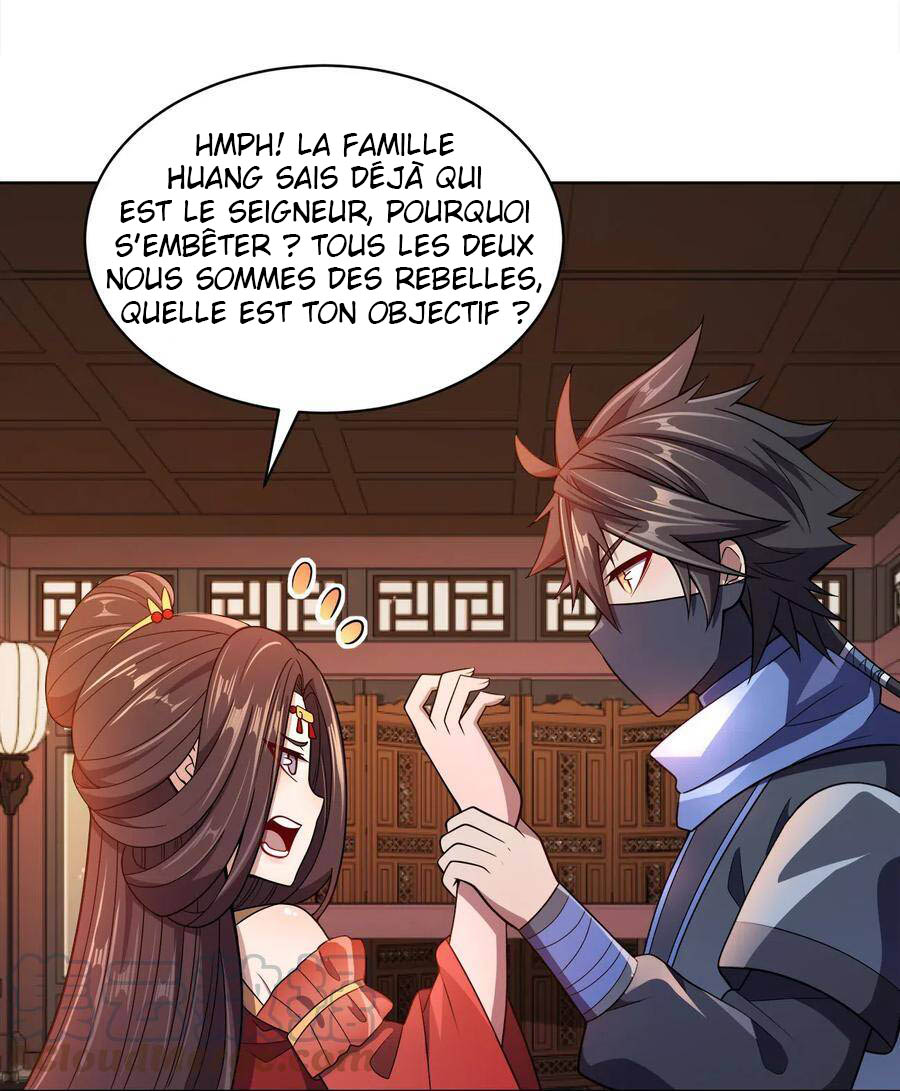 HMPH! LA FAMILLE
HUANG SAIS DÉJÀ QUI
EST LE SEIGNEUR, POURQUOI
S'EMBÊTER ? TOUS LES DEUX
NOUS SOMMES DES REBELLES,
QUELLE EST TON OBJECTIF ?